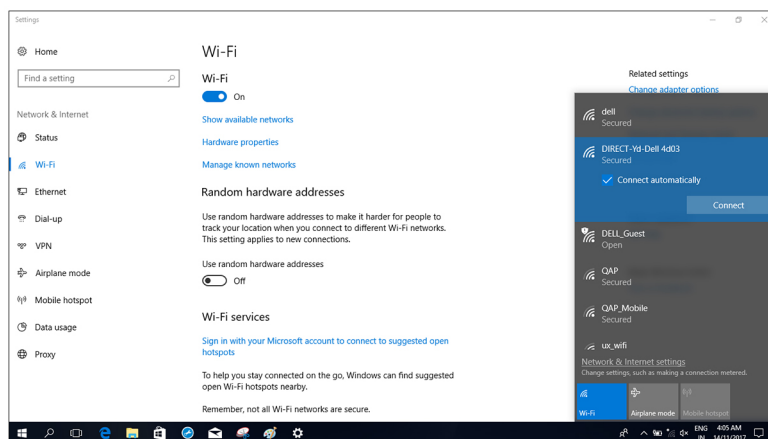 Settings
Home
Find a setting
Network & Internet
Status
Wi-Fi
Ethernet
Dial-up
VPN
Airplane mode
Mobile hotspot
Data usage
Proxy
Wi-Fi
Wi-Fi
On
Show available networks
Hardware properties
Manage known networks
Random hardware addresses
Use random hardware addresses to make it harder for people to
track your location when you connect to different Wi-Fi networks.
This setting applies to new connections.
Use random hardware addresses
Off
Wi-Fi services
Sign in with your Microsoft account to connect to suggested open
hotspots
To help you stay connected on the go, Windows can find suggested
open Wi-Fi hotspots nearby.
Remember, not all Wi-Fi networks are secure.
Related settings
Change adapter options
dell
Secured
DIRECT-Yd-Dell 4d03
Secured
Connect automatically
Connect
DELL_Guest
Open
QAP
Secured
QAP_Mobile
Secured
ux_wifi
Network & Internet settings
Change settings, such as making a connection metered.
Wi-Fi
Airplane mode
Mobile hotspot
ENG
IN
4:05 AM
14/11/2017